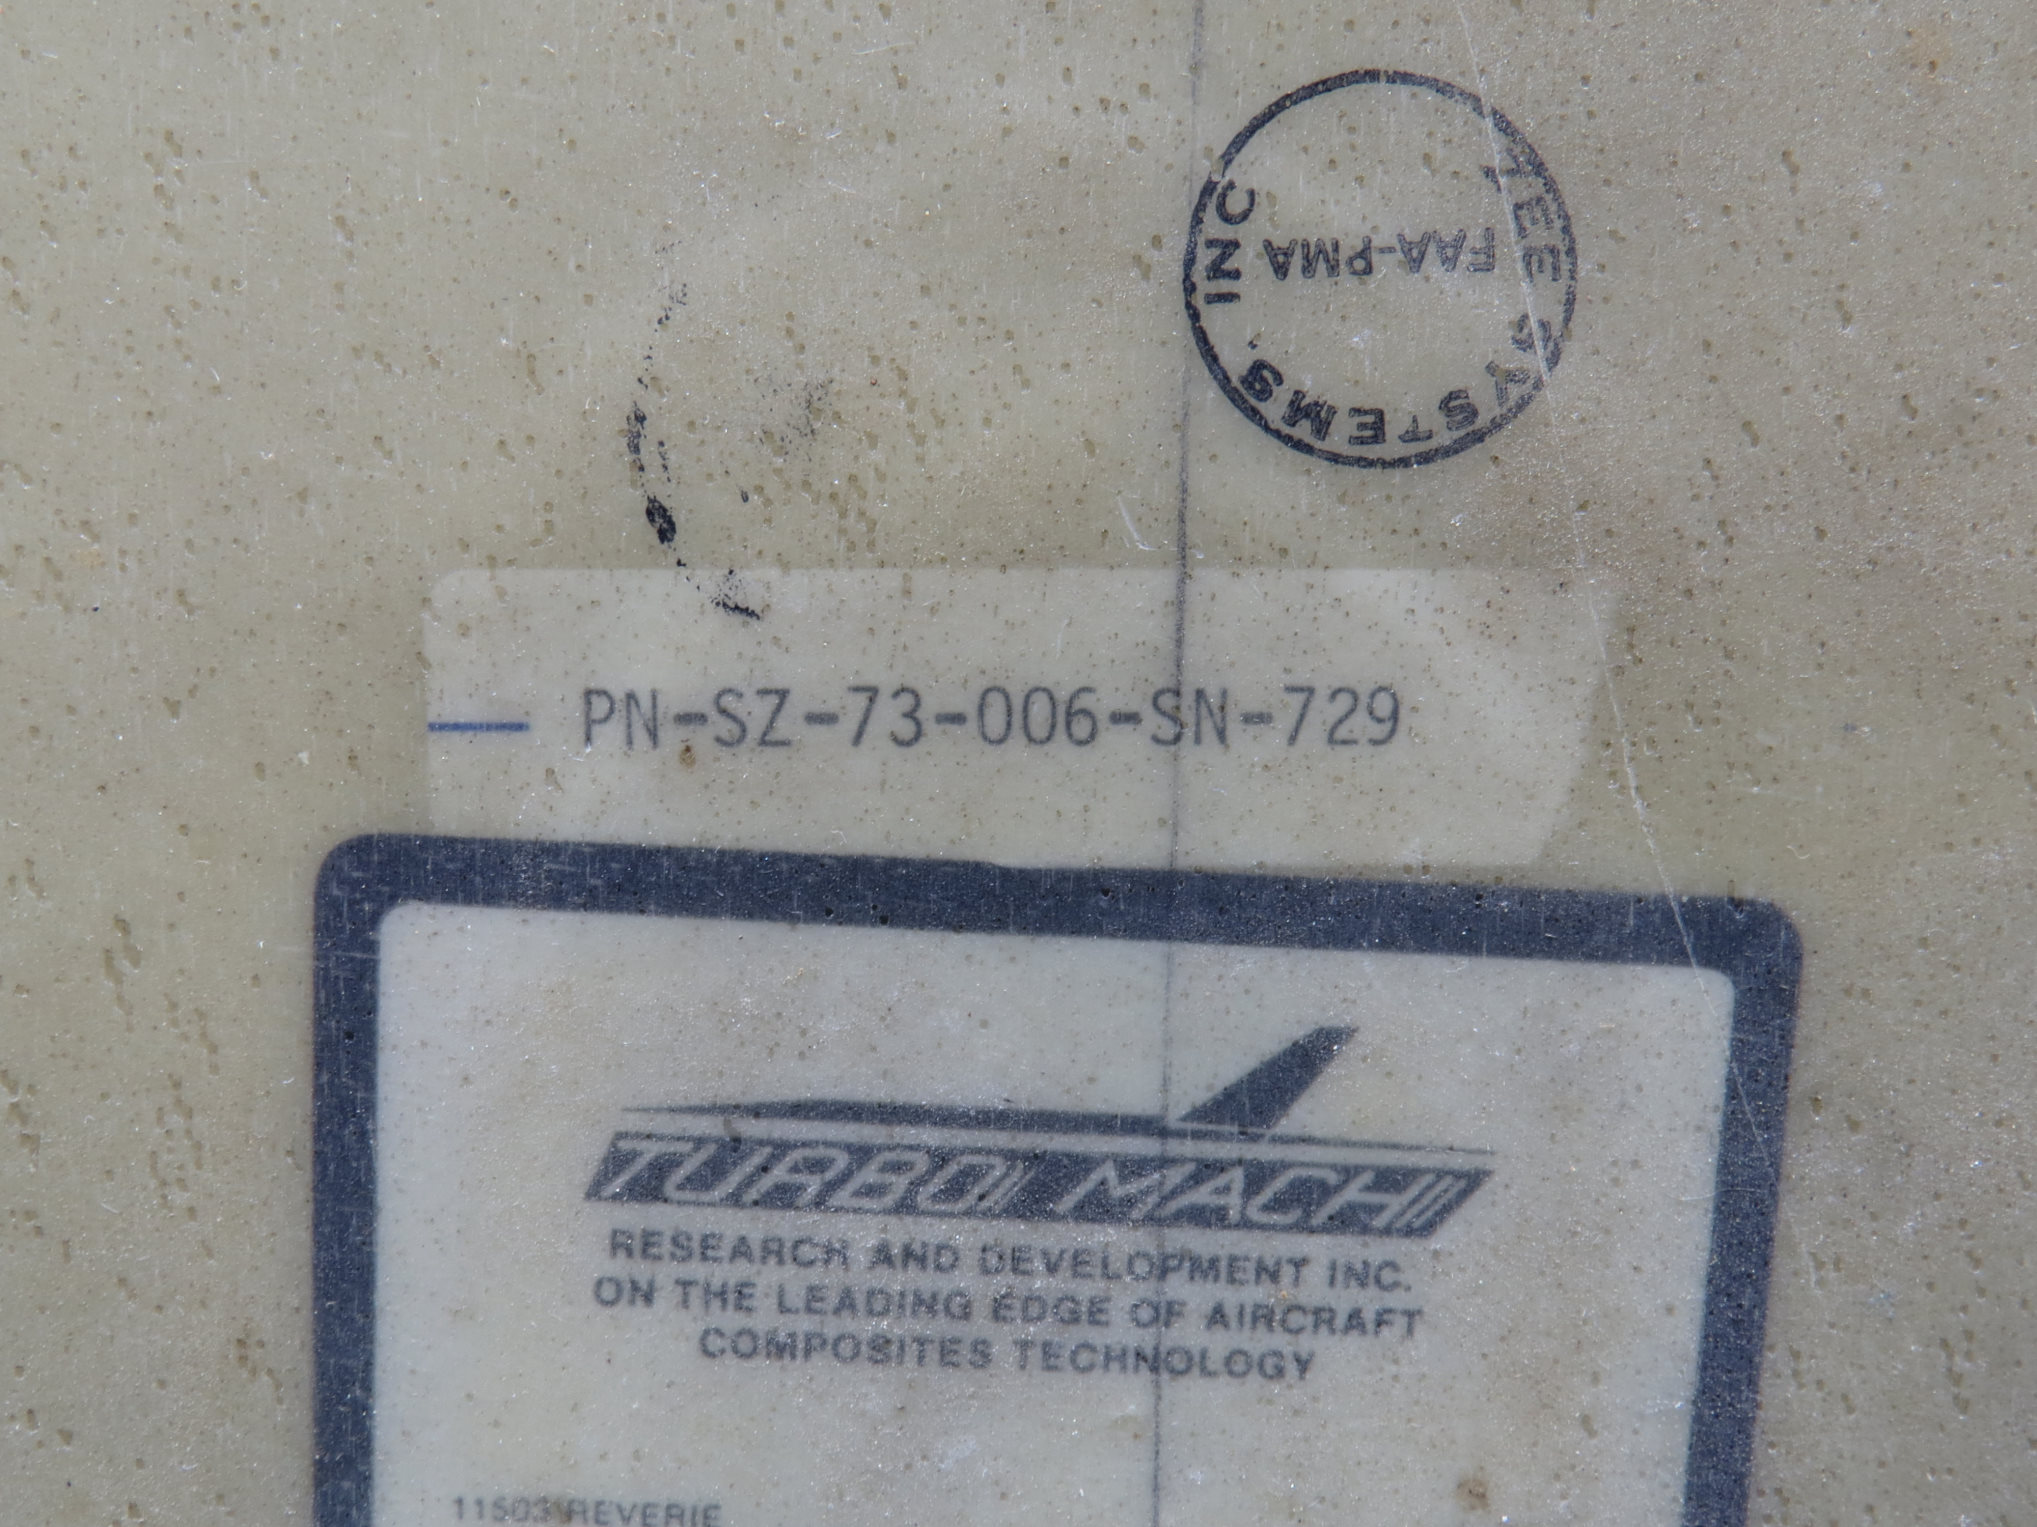 TEE SYSTEMS, INC
FAA-PMA
PN-SZ-73-006-SN-729
TURBO MACH
RESEARCH AND DEVELOPMENT INC.
ON THE LEADING EDGE OF AIRCRAFT
COMPOSITES TECHNOLOGY
11503 REVERIE